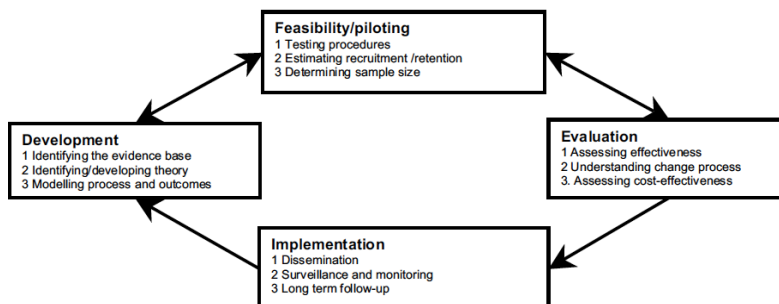 Feasibility/piloting
1 Testing procedures
2 Estimating recruitment /retention
3 Determining sample size
Development
1 Identifying the evidence base
2 Identifying/developing theory
3 Modelling process and outcomes
Evaluation
1 Assessing effectiveness
2 Understanding change process
3. Assessing cost-effectiveness
Implementation
1 Dissemination
2 Surveillance and monitoring
3 Long term follow-up